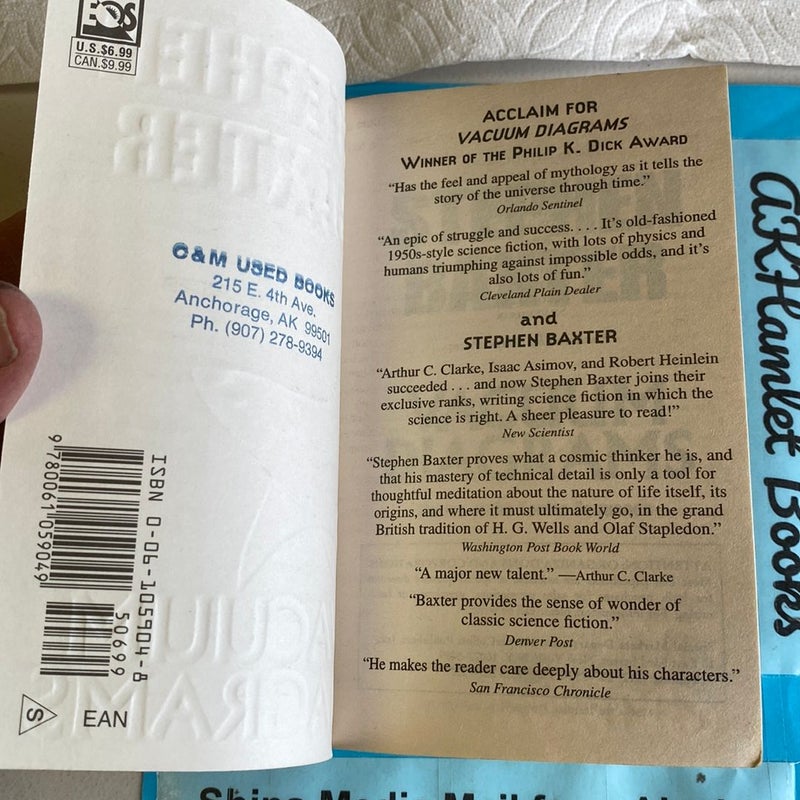 EOS
U.S.$6.99
CAN.$9.99
C&M USED BOOKS
215 E. 4th Ave.
Anchorage, AK 99501
Ph. (907) 278-9394
ISBN 0-06-105904-8
9780061059049
50699
S
EAN
ACCLAIM FOR
VACUUM DIAGRAMS
WINNER OF THE PHILIP K. DICK AWARD
“Has the feel and appeal of mythology as it tells the
story of the universe through time.”
Orlando Sentinel
“An epic of struggle and success. . . . It's old-fashioned
1950s-style science fiction, with lots of physics and
humans triumphing against impossible odds, and it's
also lots of fun.”
Cleveland Plain Dealer
and
STEPHEN BAXTER
“Arthur C. Clarke, Isaac Asimov, and Robert Heinlein
succeeded . . . and now Stephen Baxter joins their
exclusive ranks, writing science fiction in which the
science is right. A sheer pleasure to read!”
New Scientist
“Stephen Baxter proves what a cosmic thinker he is, and
that his mastery of technical detail is only a tool for
thoughtful meditation about the nature of life itself, its
origins, and where it must ultimately go, in the grand
British tradition of H. G. Wells and Olaf Stapledon.”
Washington Post Book World
“A major new talent.” —Arthur C. Clarke
“Baxter provides the sense of wonder of
classic science fiction.”
Denver Post
“He makes the reader care deeply about his characters.”
San Francisco Chronicle
AKHamlet Books
Ships Media Mail from